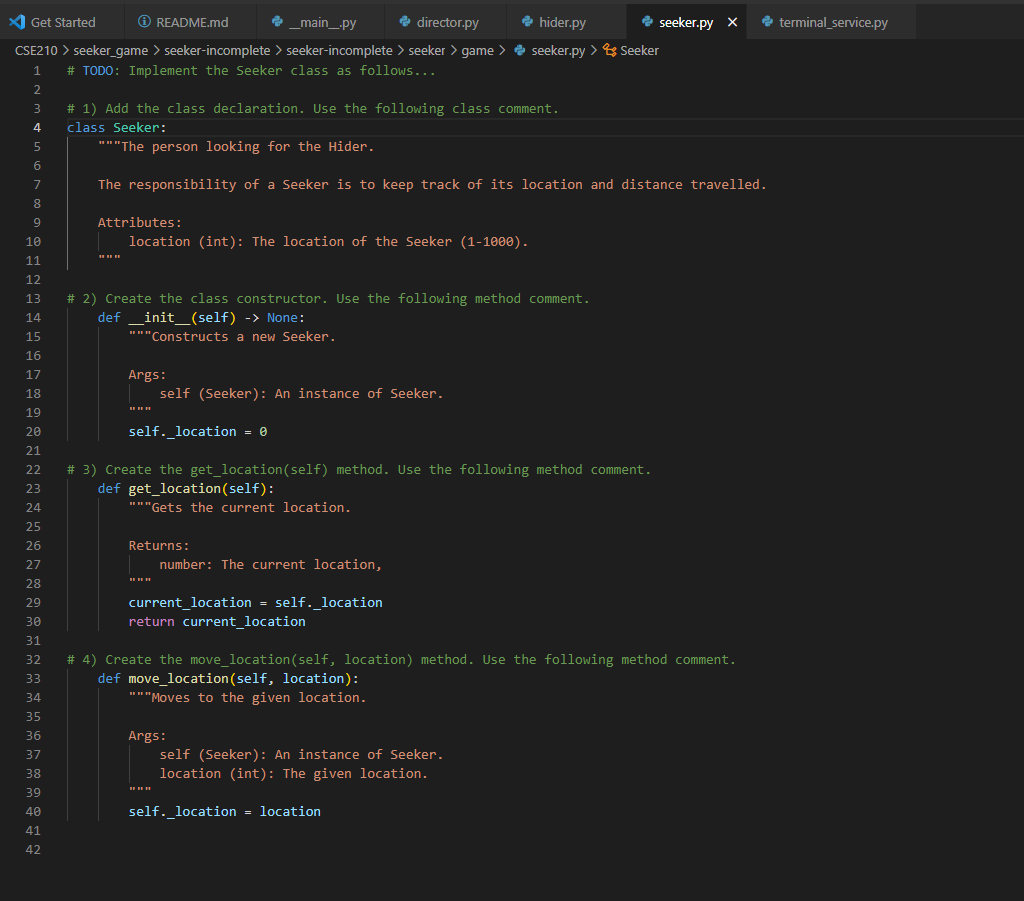 Get Started README.md __main__.py director.py hider.py seeker.py × terminal_service.py
CSE210 > seeker_game > seeker-incomplete > seeker-incomplete > seeker > game > seeker.py > Seeker
1 # TODO: Implement the Seeker class as follows...
2
3 # 1) Add the class declaration. Use the following class comment.
4 class Seeker:
5     """The person looking for the Hider.
6
7     The responsibility of a Seeker is to keep track of its location and distance travelled.
8
9     Attributes:
10         location (int): The location of the Seeker (1-1000).
11     """
12
13 # 2) Create the class constructor. Use the following method comment.
14     def __init__(self) -> None:
15         """Constructs a new Seeker.
16
17         Args:
18             self (Seeker): An instance of Seeker.
19         """
20         self._location = 0
21
22 # 3) Create the get_location(self) method. Use the following method comment.
23     def get_location(self):
24         """Gets the current location.
25
26         Returns:
27             number: The current location,
28         """
29         current_location = self._location
30         return current_location
31
32 # 4) Create the move_location(self, location) method. Use the following method comment.
33     def move_location(self, location):
34         """Moves to the given location.
35
36         Args:
37             self (Seeker): An instance of Seeker.
38             location (int): The given location.
39         """
40         self._location = location
41
42